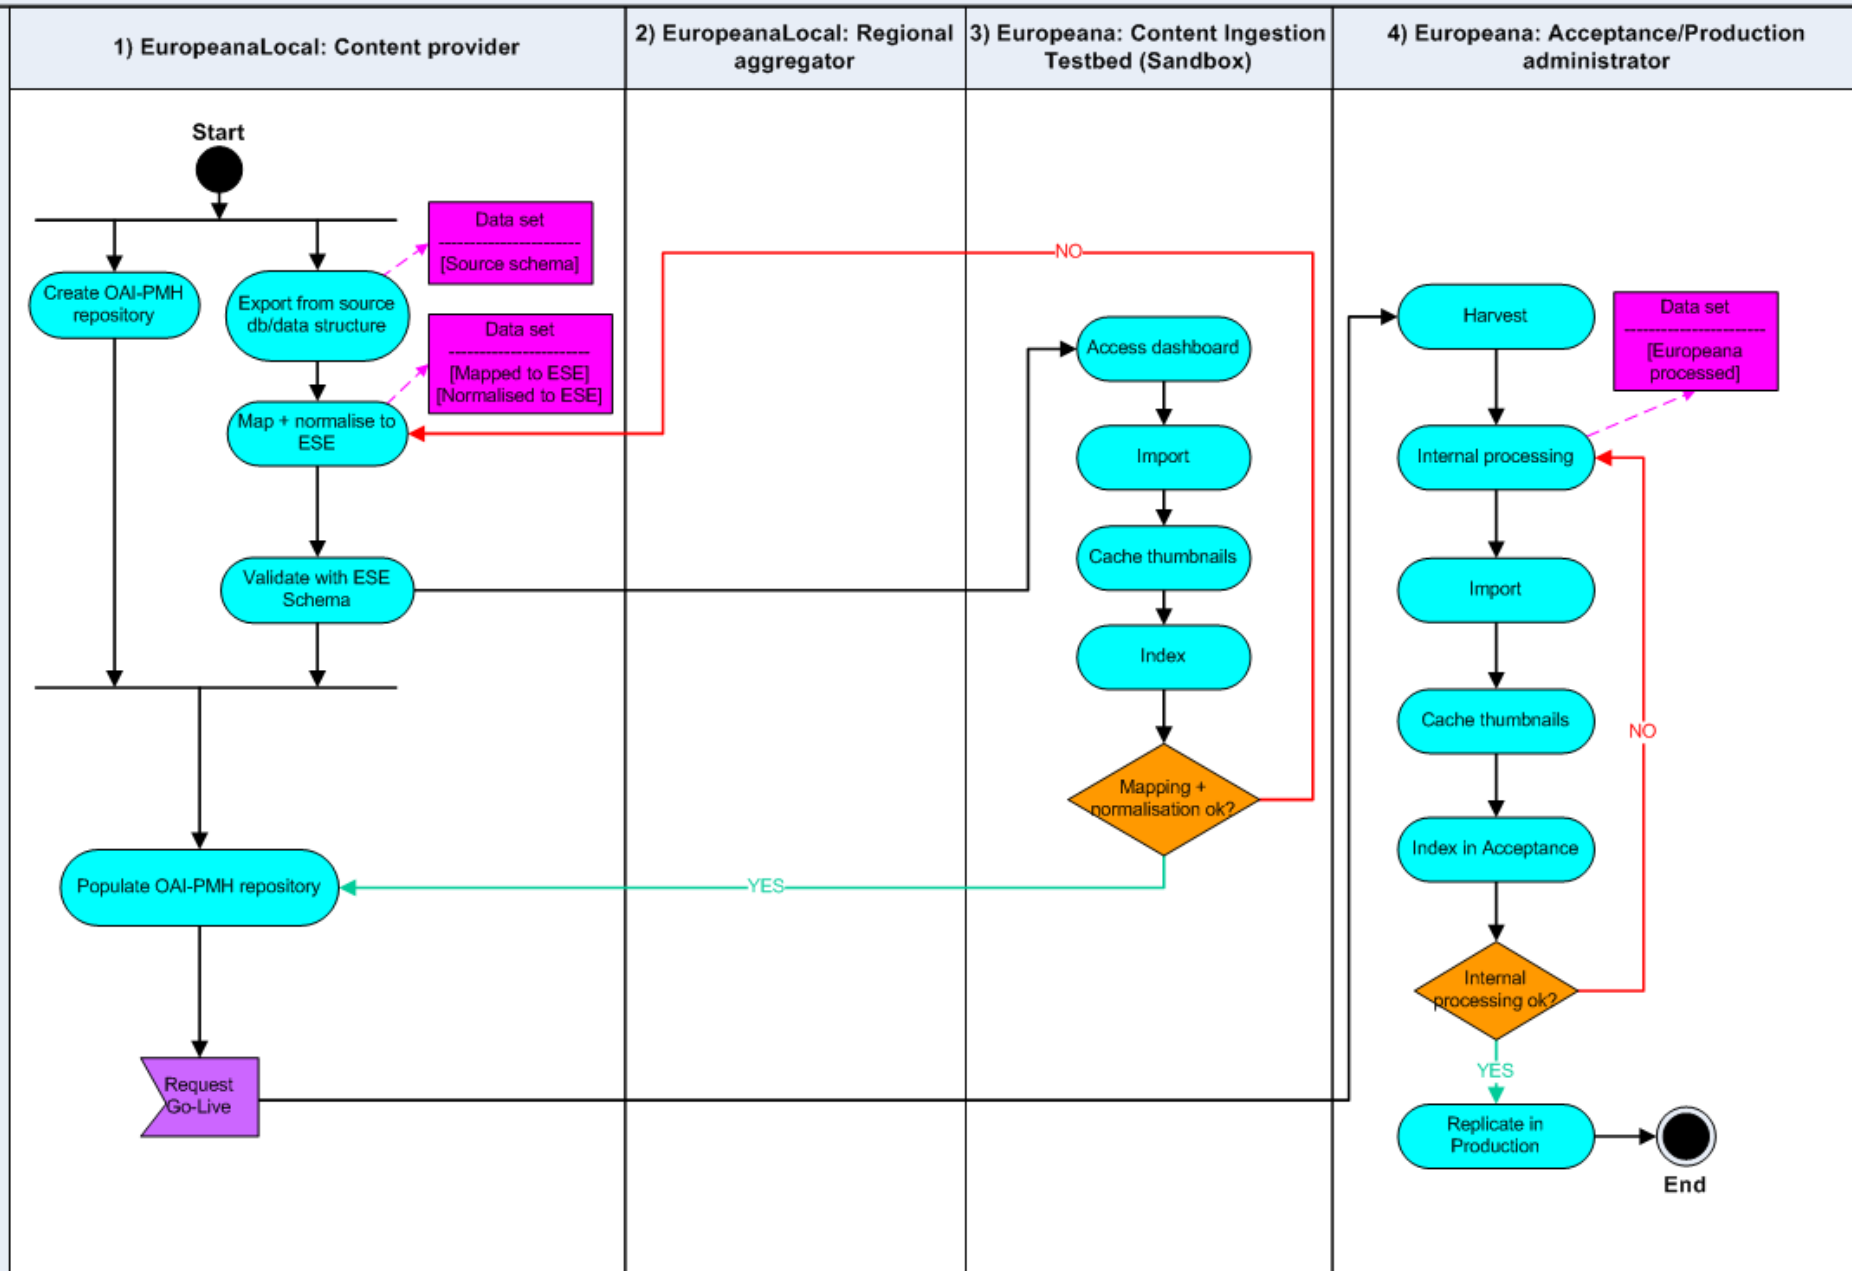 1) EuropeanaLocal: Content provider
2) EuropeanaLocal: Regional
aggregator
3) Europeana: Content Ingestion
Testbed (Sandbox)
4) Europeana: Acceptance/Production
administrator
Start
Data set
[Source schema]
Create OAI-PMH
repository
Export from source
db/data structure
Data set
[Mapped to ESE]
[Normalised to ESE]
Map + normalise to
ESE
Validate with ESE
Schema
Populate OAI-PMH repository
Request
Go-Live
NO
YES
Access dashboard
Import
Cache thumbnails
Index
Mapping +
normalisation ok?
Harvest
Data set
[Europeana
processed]
Internal processing
Import
Cache thumbnails
NO
Index in Acceptance
Internal
processing ok?
YES
Replicate in
Production
End